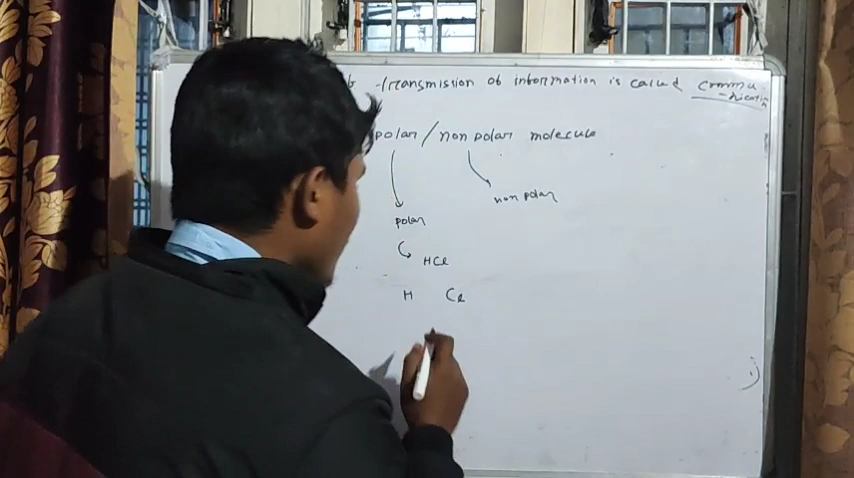 Transmission of information is called commu
-nication
polar / non polar molecule
non polar
polar
HCl
H Cl
i)